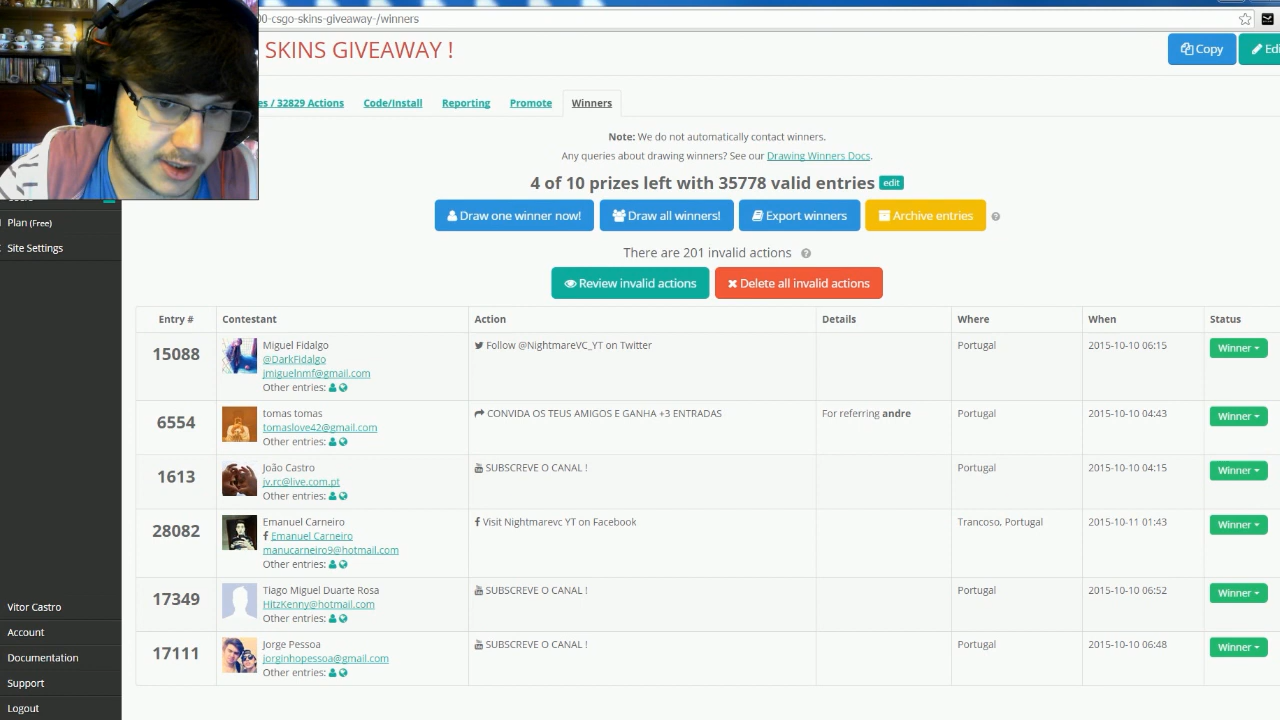 00-csgo-skins-giveaway-/winners
SKINS GIVEAWAY !
Copy
Edi
es / 32829 Actions Code/Install Reporting Promote Winners
Note: We do not automatically contact winners.
Any queries about drawing winners? See our Drawing Winners Docs.
4 of 10 prizes left with 35778 valid entries edit
Draw one winner now! Draw all winners! Export winners Archive entries
There are 201 invalid actions
Review invalid actions Delete all invalid actions
Plan (Free)
Site Settings
Entry # Contestant Action Details Where When Status
15088 Miguel Fidalgo Follow @NightmareVC_YT on Twitter Portugal 2015-10-10 06:15 Winner
@DarkFidalgo
jmiguelnmf@gmail.com
Other entries:
6554 tomas tomas CONVIDA OS TEUS AMIGOS E GANHA +3 ENTRADAS For referring andre Portugal 2015-10-10 04:43 Winner
tomaslove42@gmail.com
Other entries:
1613 João Castro SUBSCREVE O CANAL ! Portugal 2015-10-10 04:15 Winner
jv.rc@live.com.pt
Other entries:
28082 Emanuel Carneiro Visit Nightmarevc YT on Facebook Trancoso, Portugal 2015-10-11 01:43 Winner
Emanuel Carneiro
manucarneiro9@hotmail.com
Other entries:
17349 Tiago Miguel Duarte Rosa SUBSCREVE O CANAL ! Portugal 2015-10-10 06:52 Winner
HitzKenny@hotmail.com
Other entries:
17111 Jorge Pessoa SUBSCREVE O CANAL ! Portugal 2015-10-10 06:48 Winner
jorginhopessoa@gmail.com
Other entries:
Vitor Castro
Account
Documentation
Support
Logout